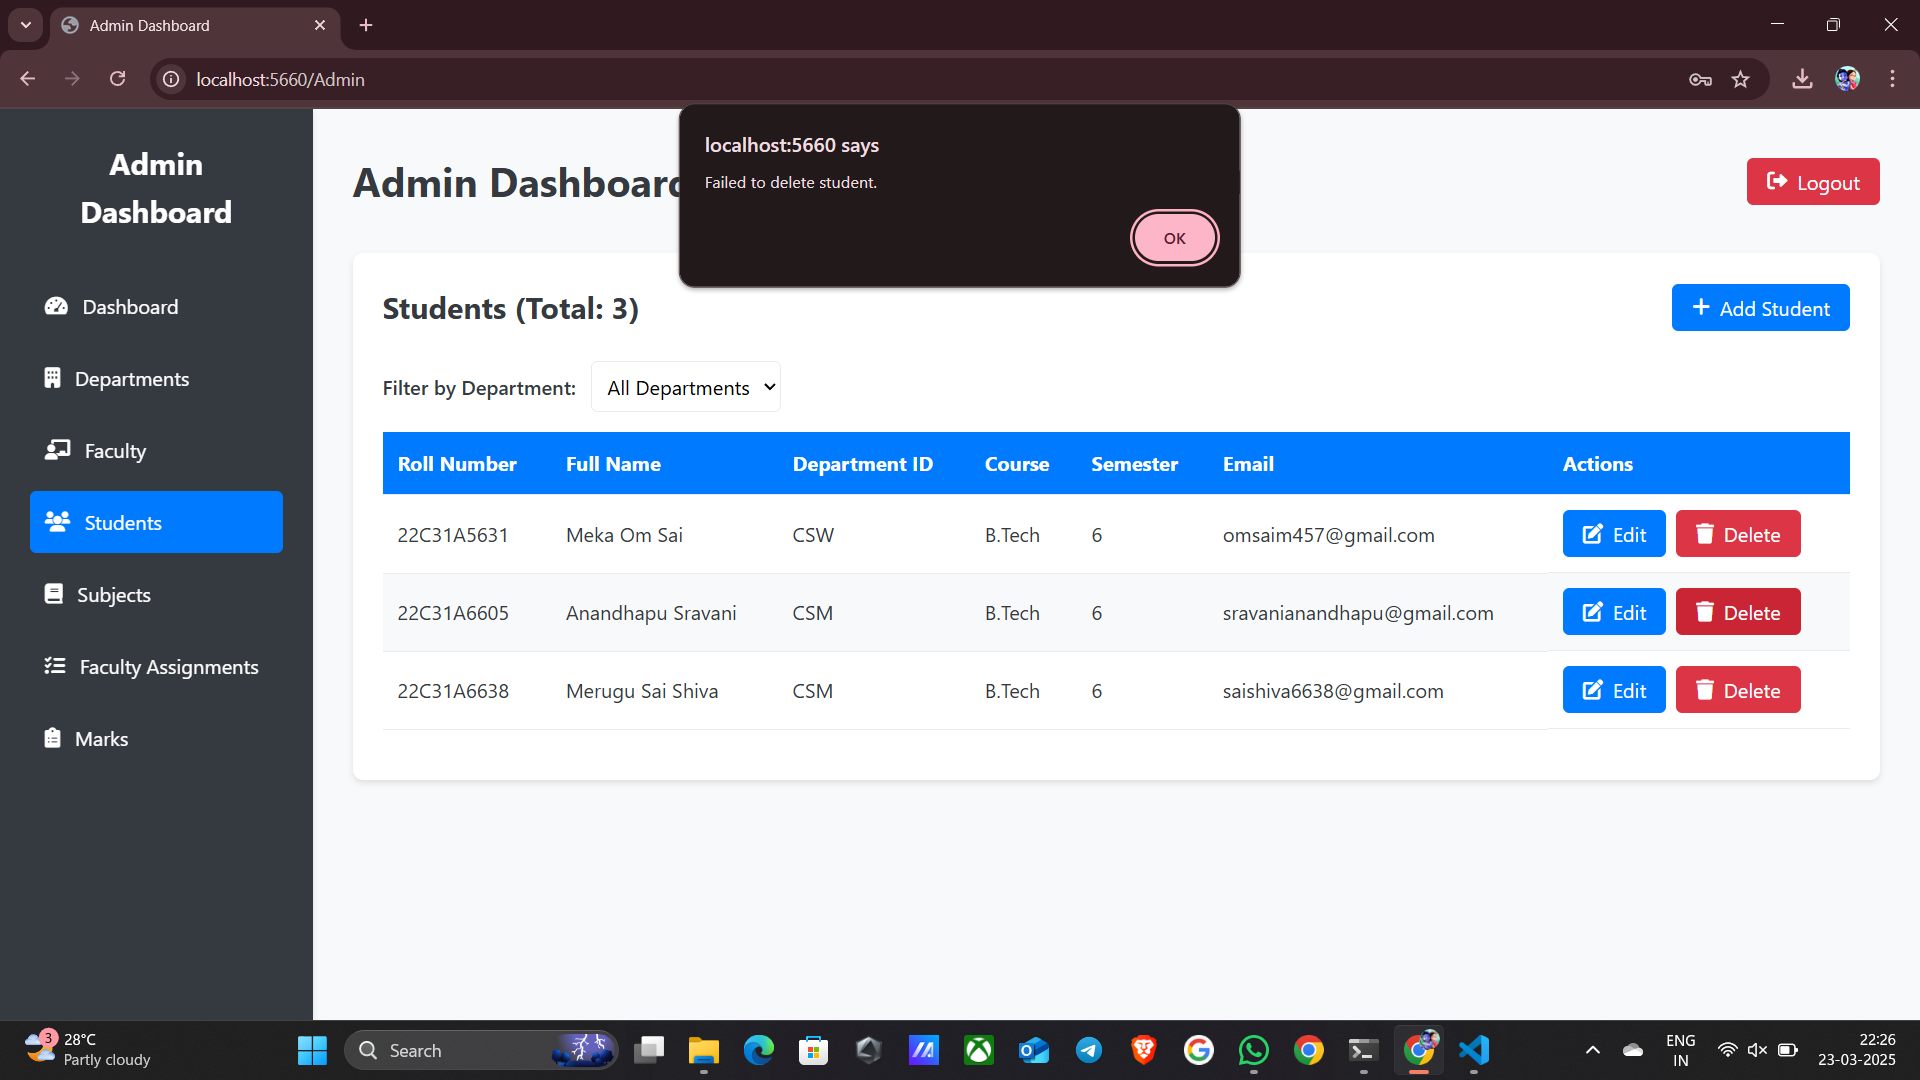 Admin Dashboard
localhost:5660/Admin
localhost:5660 says
Failed to delete student.
OK
Admin
Dashboard
Dashboard
Departments
Faculty
Students
Subjects
Faculty Assignments
Marks
Admin Dashboard
Logout
Students (Total: 3)
Add Student
Filter by Department: All Departments
Roll Number Full Name Department ID Course Semester Email Actions
22C31A5631 Meka Om Sai CSW B.Tech 6 omsaim457@gmail.com Edit Delete
22C31A6605 Anandhapu Sravani CSM B.Tech 6 sravanianandhapu@gmail.com Edit Delete
22C31A6638 Merugu Sai Shiva CSM B.Tech 6 saishiva6638@gmail.com Edit Delete
3
28°C
Partly cloudy
Search
ENG
IN
22:26
23-03-2025